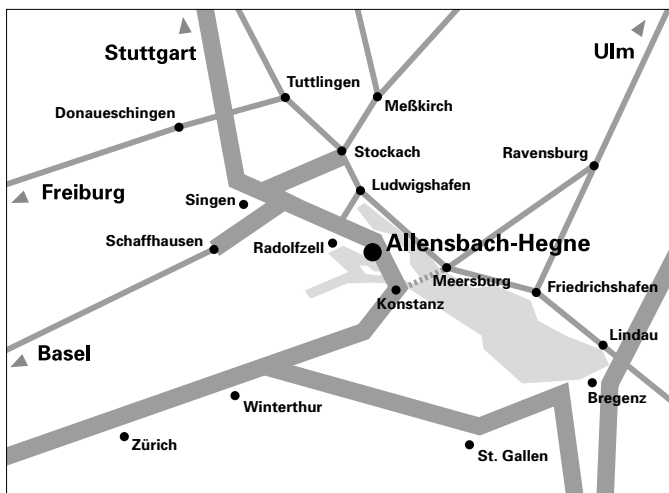 Stuttgart
Ulm
Tuttlingen
Meßkirch
Donaueschingen
Stockach
Ravensburg
Freiburg
Ludwigshafen
Singen
Schaffhausen
Radolfzell
Allensbach-Hegne
Meersburg
Konstanz
Friedrichshafen
Basel
Lindau
Bregenz
Winterthur
Zürich
St. Gallen